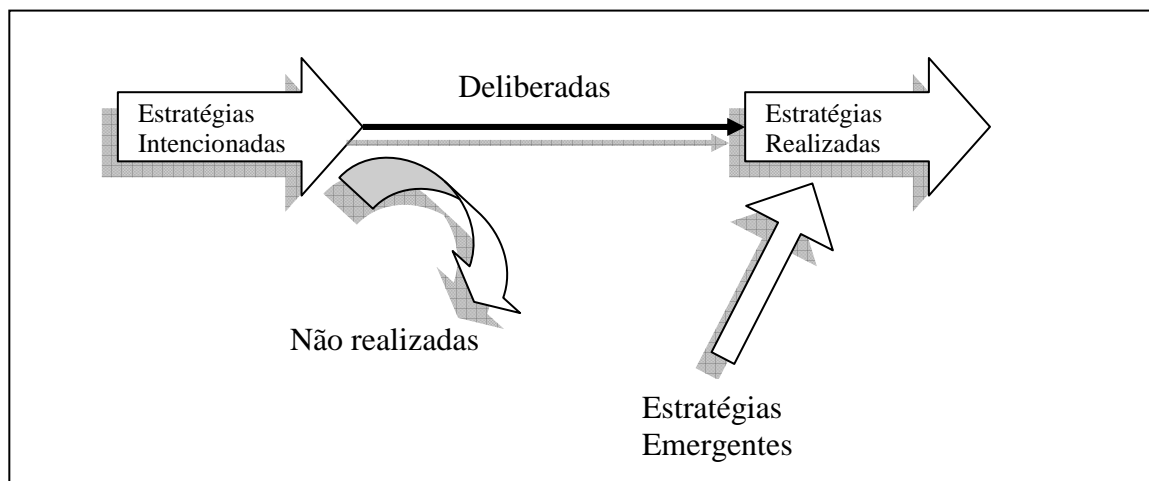 Deliberadas
Estratégias
Intencionadas
Estratégias
Realizadas
Não realizadas
Estratégias
Emergentes